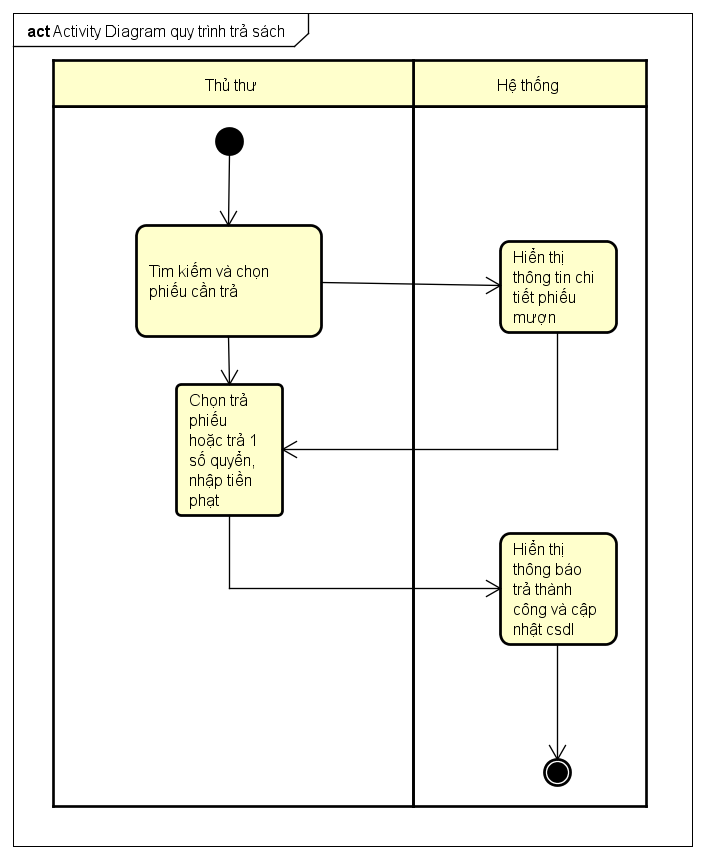 act Activity Diagram quy trình trả sách
Thủ thư
Hệ thống
Tìm kiếm và chọn
phiếu cần trả
Hiển thị
thông tin chi
tiết phiếu
mượn
Chọn trả
phiếu
hoặc trả 1
số quyển,
nhập tiền
phạt
Hiển thị
thông báo
trả thành
công và cập
nhật csdl